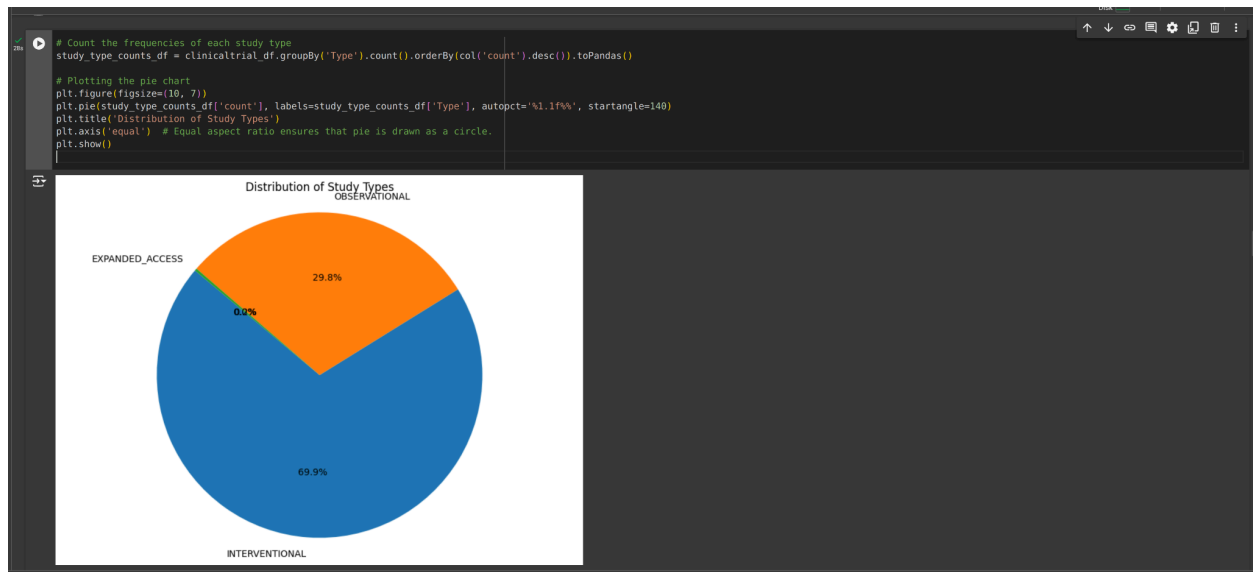 Disk
28s
# Count the frequencies of each study type
study_type_counts_df = clinicaltrial_df.groupBy('Type').count().orderBy(col('count').desc()).toPandas()
# Plotting the pie chart
plt.figure(figsize=(10, 7))
plt.pie(study_type_counts_df['count'], labels=study_type_counts_df['Type'], autopct='%1.1f%%', startangle=140)
plt.title('Distribution of Study Types')
plt.axis('equal')  # Equal aspect ratio ensures that pie is drawn as a circle.
plt.show()
Distribution of Study Types
OBSERVATIONAL
EXPANDED_ACCESS
29.8%
69.9%
INTERVENTIONAL